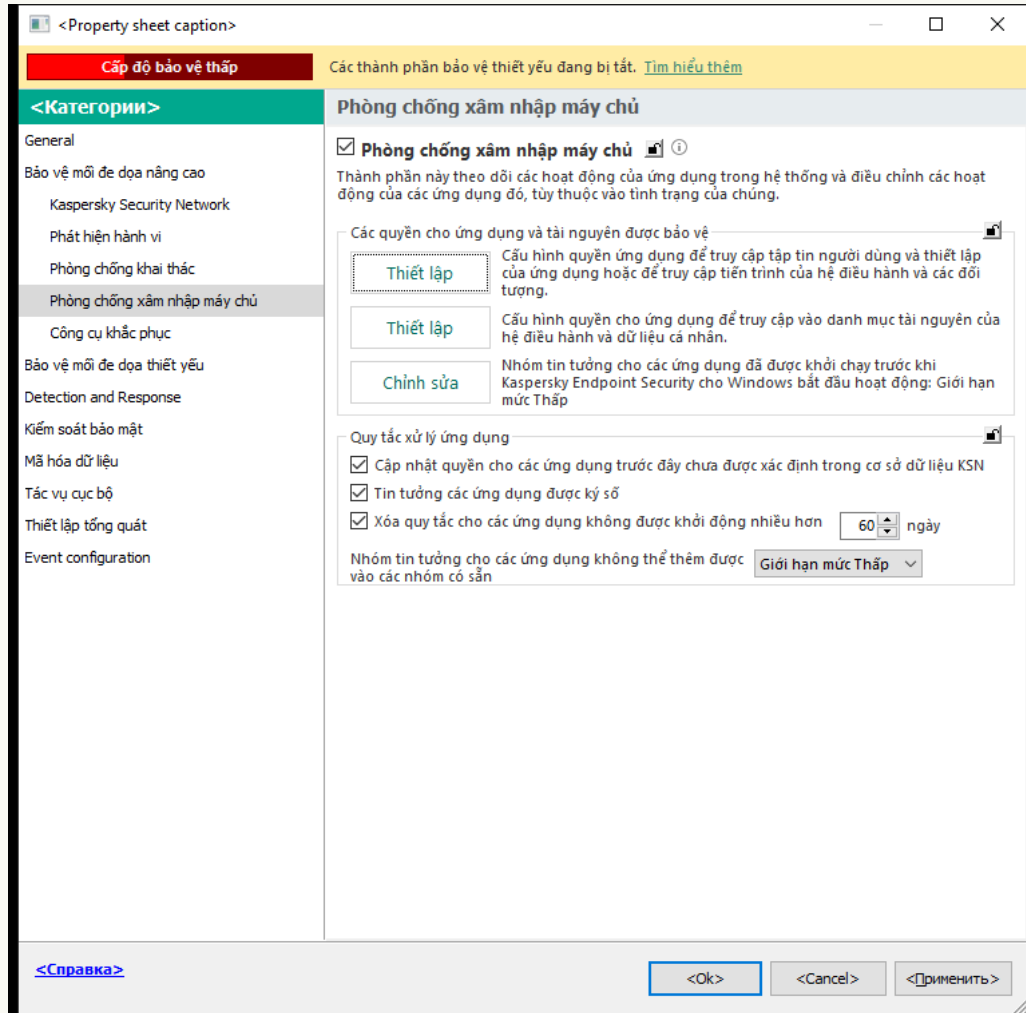 <Property sheet caption>
Cấp độ bảo vệ thấp
Các thành phần bảo vệ thiết yếu đang bị tắt. Tìm hiểu thêm
<Категории>
General
Bảo vệ mối đe dọa nâng cao
Kaspersky Security Network
Phát hiện hành vi
Phòng chống khai thác
Phòng chống xâm nhập máy chủ
Công cụ khắc phục
Bảo vệ mối đe dọa thiết yếu
Detection and Response
Kiểm soát bảo mật
Mã hóa dữ liệu
Tác vụ cục bộ
Thiết lập tổng quát
Event configuration
Phòng chống xâm nhập máy chủ
Phòng chống xâm nhập máy chủ
Thành phần này theo dõi các hoạt động của ứng dụng trong hệ thống và điều chỉnh các hoạt
động của các ứng dụng đó, tùy thuộc vào tình trạng của chúng.
Các quyền cho ứng dụng và tài nguyên được bảo vệ
Thiết lập
Cấu hình quyền ứng dụng để truy cập tập tin người dùng và thiết lập
của ứng dụng hoặc để truy cập tiến trình của hệ điều hành và các đối
tượng.
Thiết lập
Cấu hình quyền cho ứng dụng để truy cập vào danh mục tài nguyên của
hệ điều hành và dữ liệu cá nhân.
Chỉnh sửa
Nhóm tin tưởng cho các ứng dụng đã được khởi chạy trước khi
Kaspersky Endpoint Security cho Windows bắt đầu hoạt động: Giới hạn
mức Thấp
Quy tắc xử lý ứng dụng
Cập nhật quyền cho các ứng dụng trước đây chưa được xác định trong cơ sở dữ liệu KSN
Tin tưởng các ứng dụng được ký số
Xóa quy tắc cho các ứng dụng không được khởi động nhiều hơn 60 ngày
Nhóm tin tưởng cho các ứng dụng không thể thêm được
vào các nhóm có sẵn
Giới hạn mức Thấp
<Справка>
<Ok>
<Cancel>
<Применить>